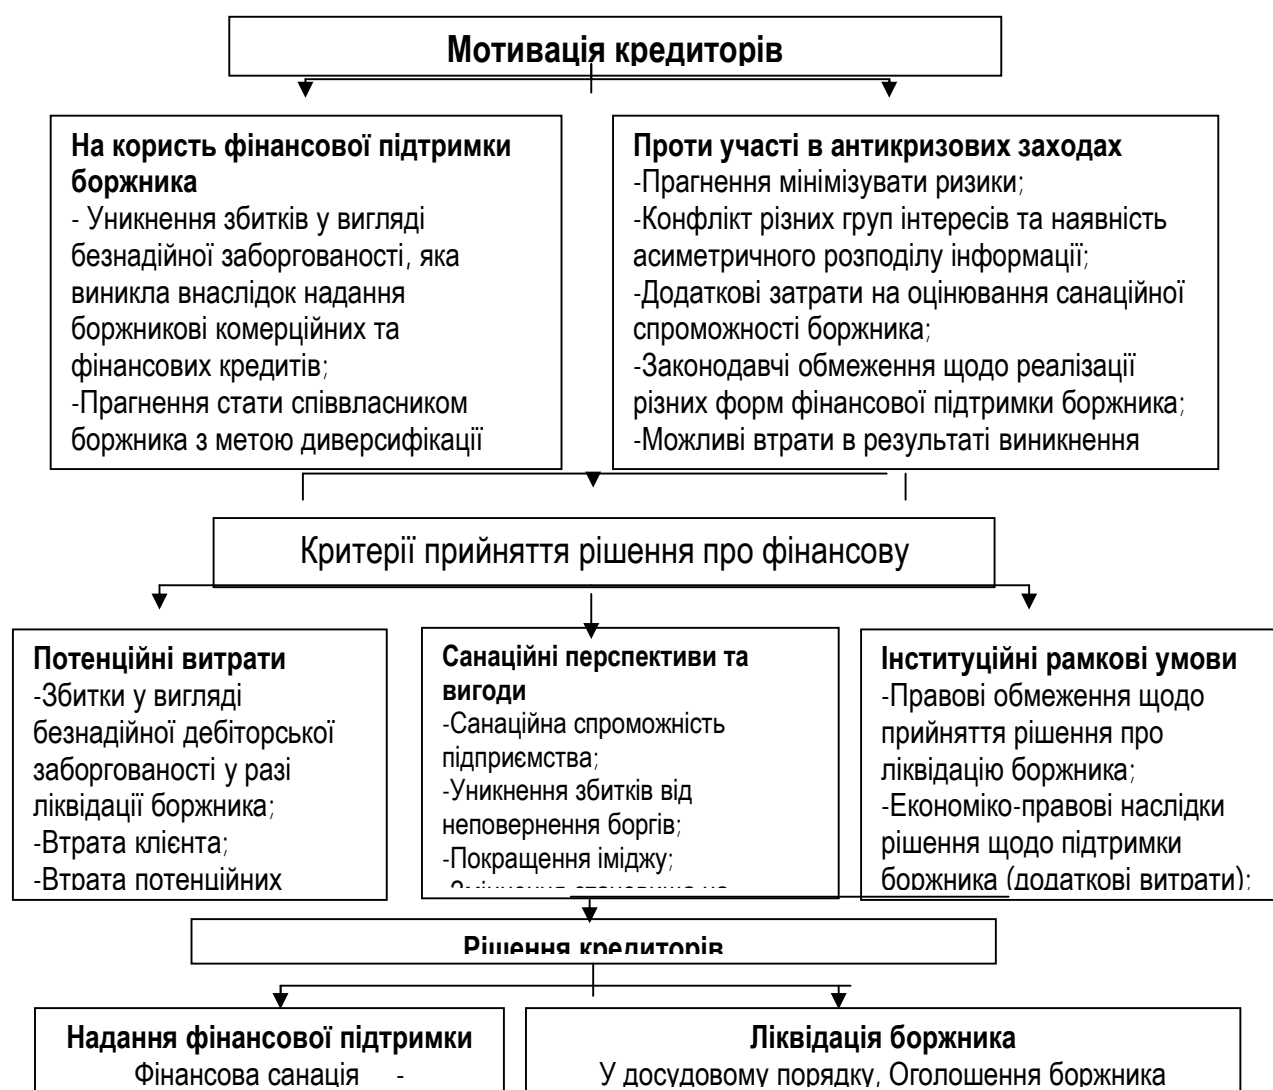 Мотивація кредиторів
На користь фінансової підтримки
боржника
- Уникнення збитків у вигляді
безнадійної заборгованості, яка
виникла внаслідок надання
боржникові комерційних та
фінансових кредитів;
-Прагнення стати співвласником
боржника з метою диверсифікації
Проти участі в антикризових заходах
-Прагнення мінімізувати ризики;
-Конфлікт різних груп інтересів та наявність
асиметричного розподілу інформації;
-Додаткові затрати на оцінювання санаційної
спроможності боржника;
-Законодавчі обмеження щодо реалізації
різних форм фінансової підтримки боржника;
-Можливі втрати в результаті виникнення
Критерії прийняття рішення про фінансову
Потенційні витрати
-Збитки у вигляді
безнадійної дебіторської
заборгованості у разі
ліквідації боржника;
-Втрата клієнта;
-Втрата потенційних
Санаційні перспективи та
вигоди
-Санаційна спроможність
підприємства;
-Уникнення збитків від
неповернення боргів;
-Покращення іміджу;
Інституційні рамкові умови
-Правові обмеження щодо
прийняття рішення про
ліквідацію боржника;
-Економіко-правові наслідки
рішення щодо підтримки
боржника (додаткові витрати);
Рішення кредиторів
Надання фінансової підтримки
Фінансова санація -
Ліквідація боржника
У досудовому порядку, Оголошення боржника